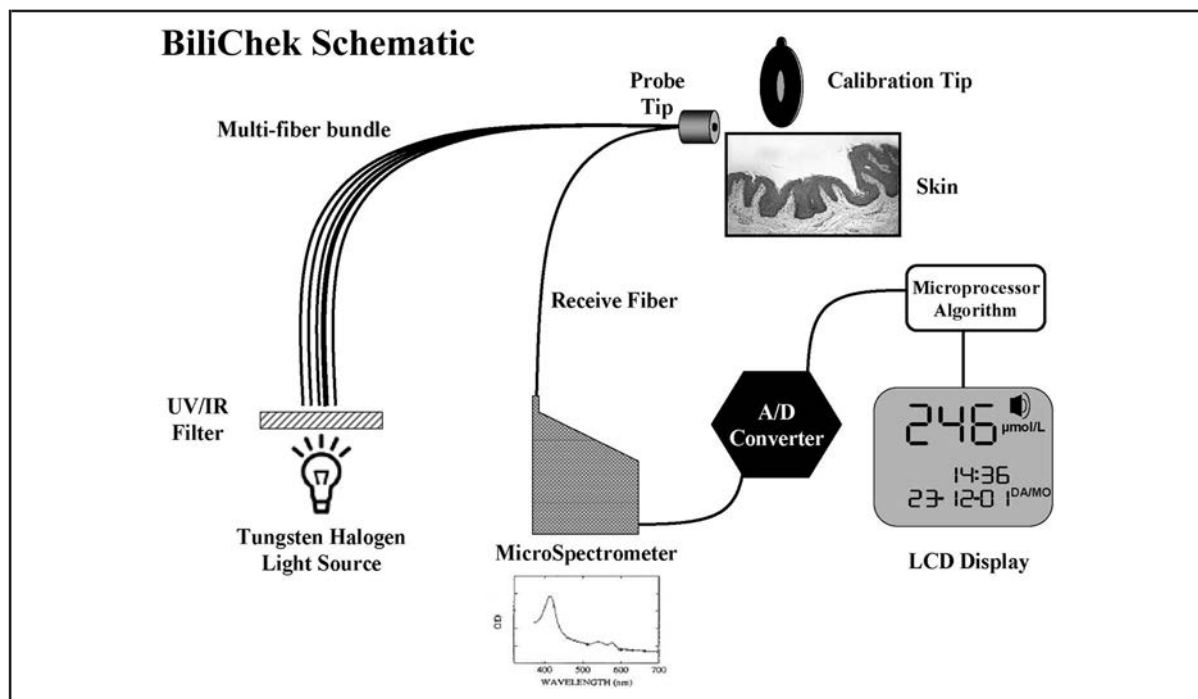 BiliChek Schematic
Probe
Tip
Calibration Tip
Multi-fiber bundle
Skin
Receive Fiber
Microprocessor
Algorithm
UV/IR
Filter
A/D
Converter
246
µmol/L
14:36
23-12-01 DA/MO
Tungsten Halogen
Light Source
MicroSpectrometer
LCD Display
OD
400 500 600 700
WAVELENGTH (nm)